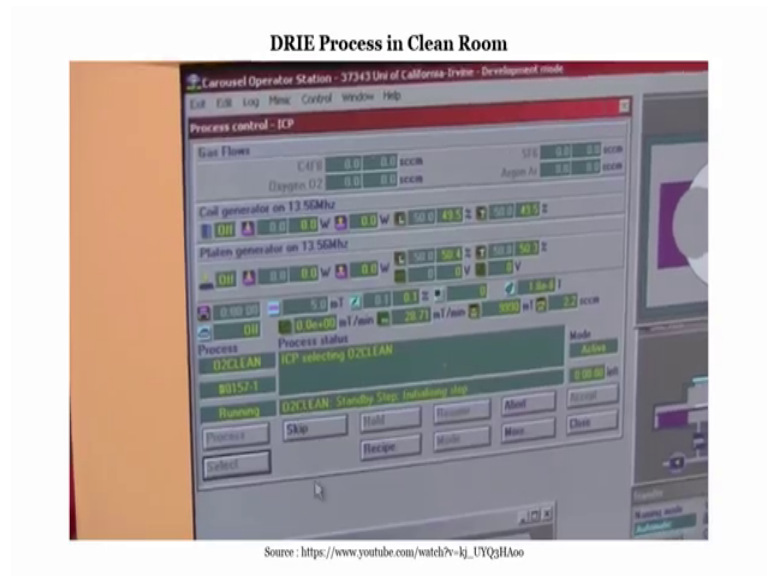 DRIE Process in Clean Room
Carousel Operator Station - 37343 Uni of California-Irvine - Development mode
Exit Edit Log Mimic Control Window Help
Process control - ICP
Gas Flows
C4F8 0.0 0.0 sccm SF6 0.0 0.0 sccm
Oxygen O2 0.0 0.0 sccm Argon Ar 0.0 0.0 sccm
Coil generator on 13.56Mhz
Off 0.0 0.0 W 0.0 W L 50.0 49.5 % T 50.0 49.5 %
Platen generator on 13.56Mhz
Off 0.0 0.0 W 0.0 W L 50.0 50.4 % 50.0 50.3 %
0 0 V 0 V
0:00:00 5.0 mT 0.1 0.1 % 0
Off 0.0e+00 mT/min 28.71 mT/min mT 2.2 sccm
Process Process status Mode
O2CLEAN ICP selecting O2CLEAN Active
0:00:00 left
Running O2CLEAN: Standby Step: Initialising step
Process Skip Hold Resume Abort Accept
Select Recipe Mode More... Close
Transfer
Running mode
Automatic
Source : https://www.youtube.com/watch?v=kj_UYQ3HA00